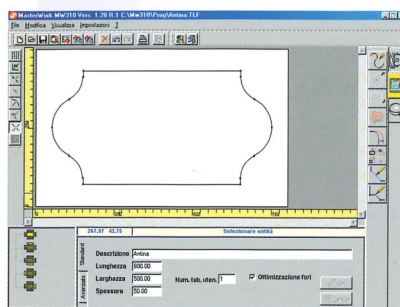 MasterWork MW310 Vers. 1.20 R.1 C:\Mw310\Prog\Antina.TLF
File Modifica Visualizza Impostazioni ?
267.97 42.75 Selezionare entità
Standard
Avanzate
Descrizione Antina
Lunghezza 800.00
Larghezza 500.00 Num. tab. uten. 1 Ottimizzazione fori
Spessore 50.00